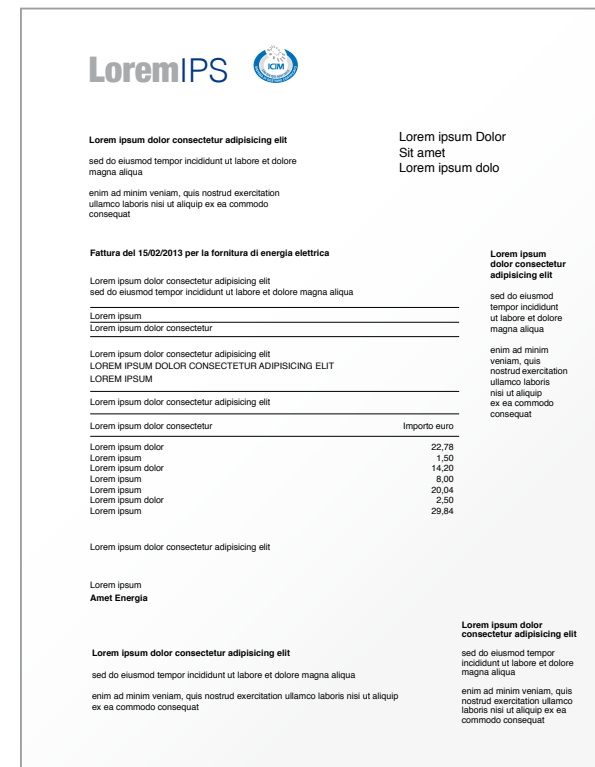 LoremIPS
ICIM
Lorem ipsum dolor consectetur adipisicing elit
sed do eiusmod tempor incididunt ut labore et dolore
magna aliqua
enim ad minim veniam, quis nostrud exercitation
ullamco laboris nisi ut aliquip ex ea commodo
consequat
Lorem ipsum Dolor
Sit amet
Lorem ipsum dolo
Fattura del 15/02/2013 per la fornitura di energia elettrica
Lorem ipsum dolor consectetur adipisicing elit
sed do eiusmod tempor incididunt ut labore et dolore magna aliqua
Lorem ipsum
Lorem ipsum dolor consectetur
Lorem ipsum dolor consectetur adipisicing elit
LOREM IPSUM DOLOR CONSECTETUR ADIPISICING ELIT
LOREM IPSUM
Lorem ipsum dolor consectetur adipisicing elit
Lorem ipsum dolor consectetur Importo euro
Lorem ipsum dolor 22,78
Lorem ipsum 1,50
Lorem ipsum dolor 14,20
Lorem ipsum 8,00
Lorem ipsum 20,04
Lorem ipsum dolor 2,50
Lorem ipsum 29,84
Lorem ipsum dolor consectetur adipisicing elit
Lorem ipsum
Amet Energia
Lorem ipsum
dolor consectetur
adipisicing elit
sed do eiusmod
tempor incididunt
ut labore et dolore
magna aliqua
enim ad minim
veniam, quis
nostrud exercitation
ullamco laboris
nisi ut aliquip
ex ea commodo
consequat
Lorem ipsum dolor consectetur adipisicing elit
sed do eiusmod tempor incididunt ut labore et dolore magna aliqua
enim ad minim veniam, quis nostrud exercitation ullamco laboris nisi ut aliquip
ex ea commodo consequat
Lorem ipsum dolor
consectetur adipisicing elit
sed do eiusmod tempor
incididunt ut labore et dolore
magna aliqua
enim ad minim veniam, quis
nostrud exercitation ullamco
laboris nisi ut aliquip ex ea
commodo consequat